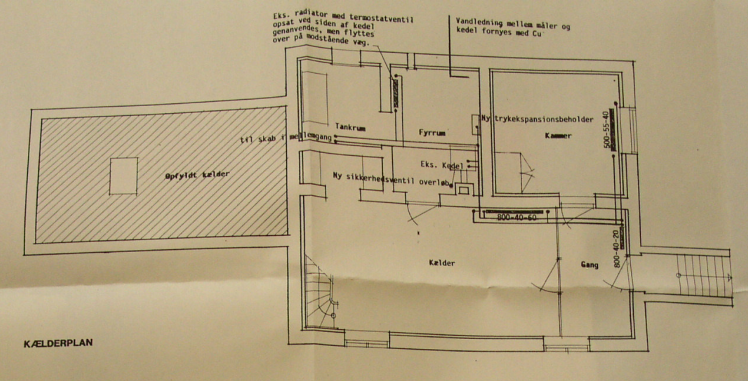 Eks. radiator med termostatventil
opsat ved siden af kedel
genanvendes, men flyttes
over på modstående væg.
Vandledning mellem måler og
kedel fornyes med Cu
Tankrum
Fyrrum
Ny trykekspansionsbeholder
Kammer
500-55-40
til skab i mellemgang
Eks. Kedel
Opfyldt kælder
Ny sikkerhedsventil overløb
800-40-60
800-40-20
Kælder
Gang
KÆLDERPLAN